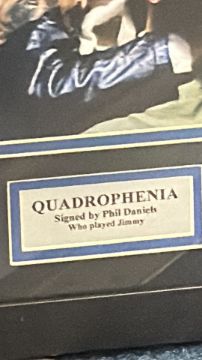 QUADROPHENIA
Signed by Phil Daniels
Who played Jimmy